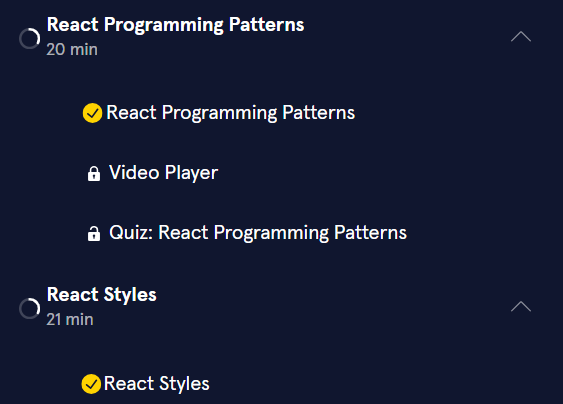 React Programming Patterns
20 min
React Programming Patterns
Video Player
Quiz: React Programming Patterns
React Styles
21 min
React Styles